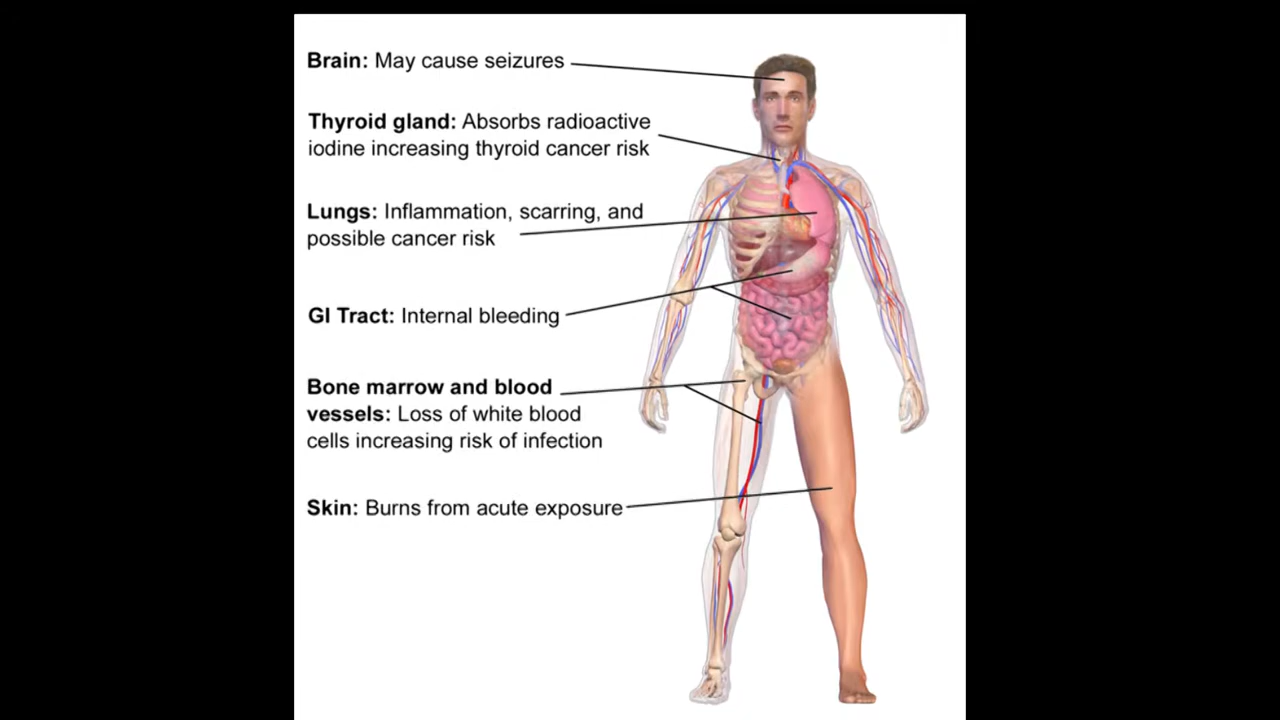 Brain: May cause seizures
Thyroid gland: Absorbs radioactive
iodine increasing thyroid cancer risk
Lungs: Inflammation, scarring, and
possible cancer risk
GI Tract: Internal bleeding
Bone marrow and blood
vessels: Loss of white blood
cells increasing risk of infection
Skin: Burns from acute exposure